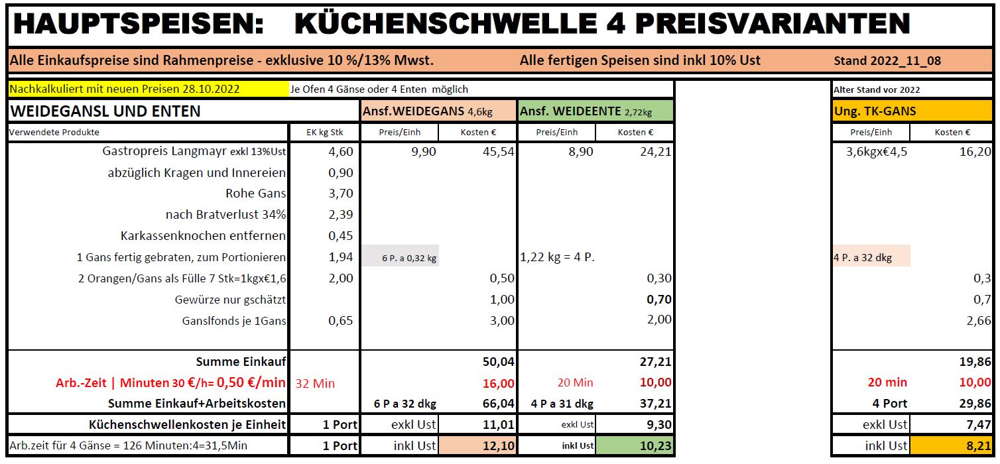 HAUPTSPEISEN: KÜCHENSCHWELLE 4 PREISVARIANTEN
Alle Einkaufspreise sind Rahmenpreise - exklusive 10 %/13% Mwst. Alle fertigen Speisen sind inkl 10% Ust Stand 2022_11_08
Nachkalkuliert mit neuen Preisen 28.10.2022 Je Ofen 4 Gänse oder 4 Enten möglich Alter Stand vor 2022
WEIDEGANSL UND ENTEN Ansf.WEIDEGANS 4,6kg Ansf. WEIDEENTE 2,72kg Ung. TK-GANS
Verwendete Produkte EK kg Stk Preis/Einh Kosten € Preis/Einh Kosten € Preis/Einh Kosten €
Gastropreis Langmayr exkl 13%Ust 4,60 9,90 45,54 8,90 24,21 3,6kgx€4,5 16,20
abzüglich Kragen und Innereien 0,90
Rohe Gans 3,70
nach Bratverlust 34% 2,39
Karkassenknochen entfernen 0,45
1 Gans fertig gebraten, zum Portionieren 1,94 6 P. a 0,32 kg 1,22 kg = 4 P. 4 P. a 32 dkg
2 Orangen/Gans als Fülle 7 Stk=1kgx€1,6 2,00 0,50 0,30 0,3
Gewürze nur gschätzt 1,00 0,70 0,7
Ganslfonds je 1Gans 0,65 3,00 2,00 2,66
Summe Einkauf 50,04 27,21 19,86
Arb.-Zeit | Minuten 30 €/h= 0,50 €/min 32 Min 16,00 20 Min 10,00 20 min 10,00
Summe Einkauf+Arbeitskosten 6 P a 32 dkg 66,04 4 P a 31 dkg 37,21 4 Port 29,86
Küchenschwellenkosten je Einheit 1 Port exkl Ust 11,01 exkl Ust 9,30 exkl Ust 7,47
Arb.zeit für 4 Gänse = 126 Minuten:4=31,5Min 1 Port inkl Ust 12,10 inkl Ust 10,23 inkl Ust 8,21